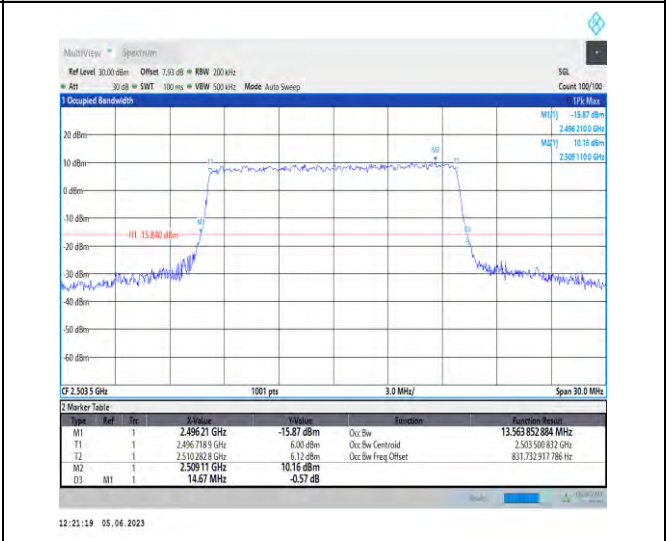 MultiView Spectrum
Ref Level 30.00 dBm Offset 7.93 dB RBW 200 kHz SGL
Att 30 dB SWT 100 ms VBW 500 kHz Mode Auto Sweep Count 100/100
1 Occupied Bandwidth 1Pk Max
M1[1] -15.87 dBm
2.496 210 0 GHz
20 dBm
M2[1] 10.16 dBm
2.509 110 0 GHz
M2
T1
10 dBm
0 dBm
-10 dBm
M1
H1 -15.840 dBm
-20 dBm
-30 dBm
-40 dBm
-50 dBm
-60 dBm
CF 2.503 5 GHz 1001 pts 3.0 MHz/ Span 30.0 MHz
2 Marker Table
Type Ref Trc X-Value Y-Value Function Function Result
M1 1 2.496 21 GHz -15.87 dBm Occ Bw 13.563 852 884 MHz
T1 1 2.496 718 9 GHz 6.00 dBm Occ Bw Centroid 2.503 500 832 GHz
T2 1 2.510 282 8 GHz 6.12 dBm Occ Bw Freq Offset 831.732 917 786 Hz
M2 1 2.509 11 GHz 10.16 dBm
D3 M1 1 14.67 MHz -0.57 dB
12:21:19 05.06.2023